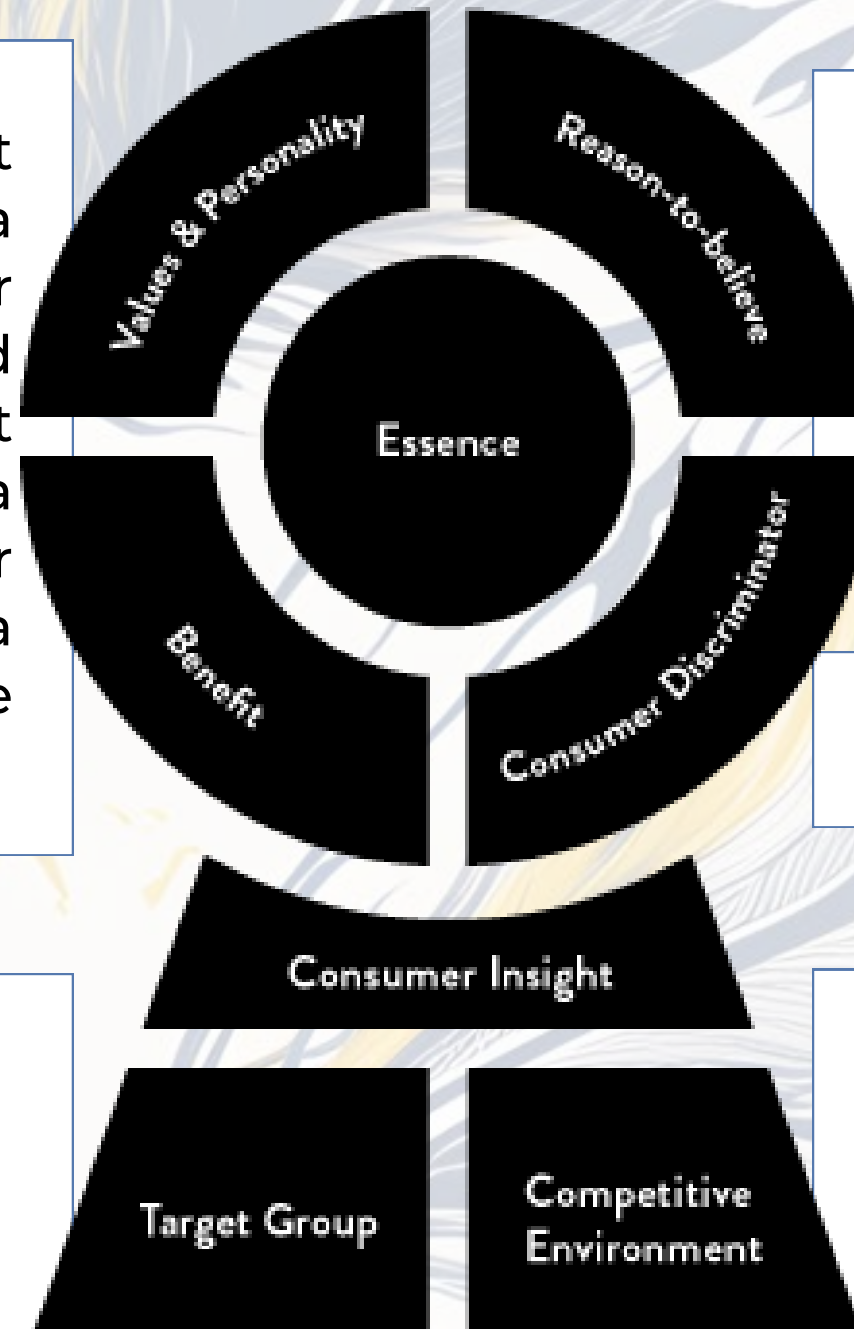 t
a
r
d
t
a
r
a
e
Values & Personality
Reason-to-believe
Essence
Benefit
Consumer Discriminator
Consumer Insight
Target Group
Competitive
Environment